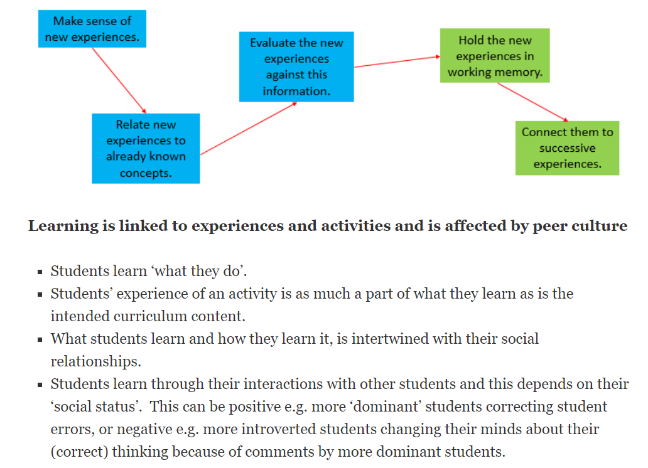 Make sense of
new experiences.
Relate new
experiences to
already known
concepts.
Evaluate the new
experiences
against this
information.
Hold the new
experiences in
working memory.
Connect them to
successive
experiences.
Learning is linked to experiences and activities and is affected by peer culture
▪ Students learn ‘what they do’.
▪ Students’ experience of an activity is as much a part of what they learn as is the
intended curriculum content.
▪ What students learn and how they learn it, is intertwined with their social
relationships.
▪ Students learn through their interactions with other students and this depends on their
‘social status’.  This can be positive e.g. more ‘dominant’ students correcting student
errors, or negative e.g. more introverted students changing their minds about their
(correct) thinking because of comments by more dominant students.